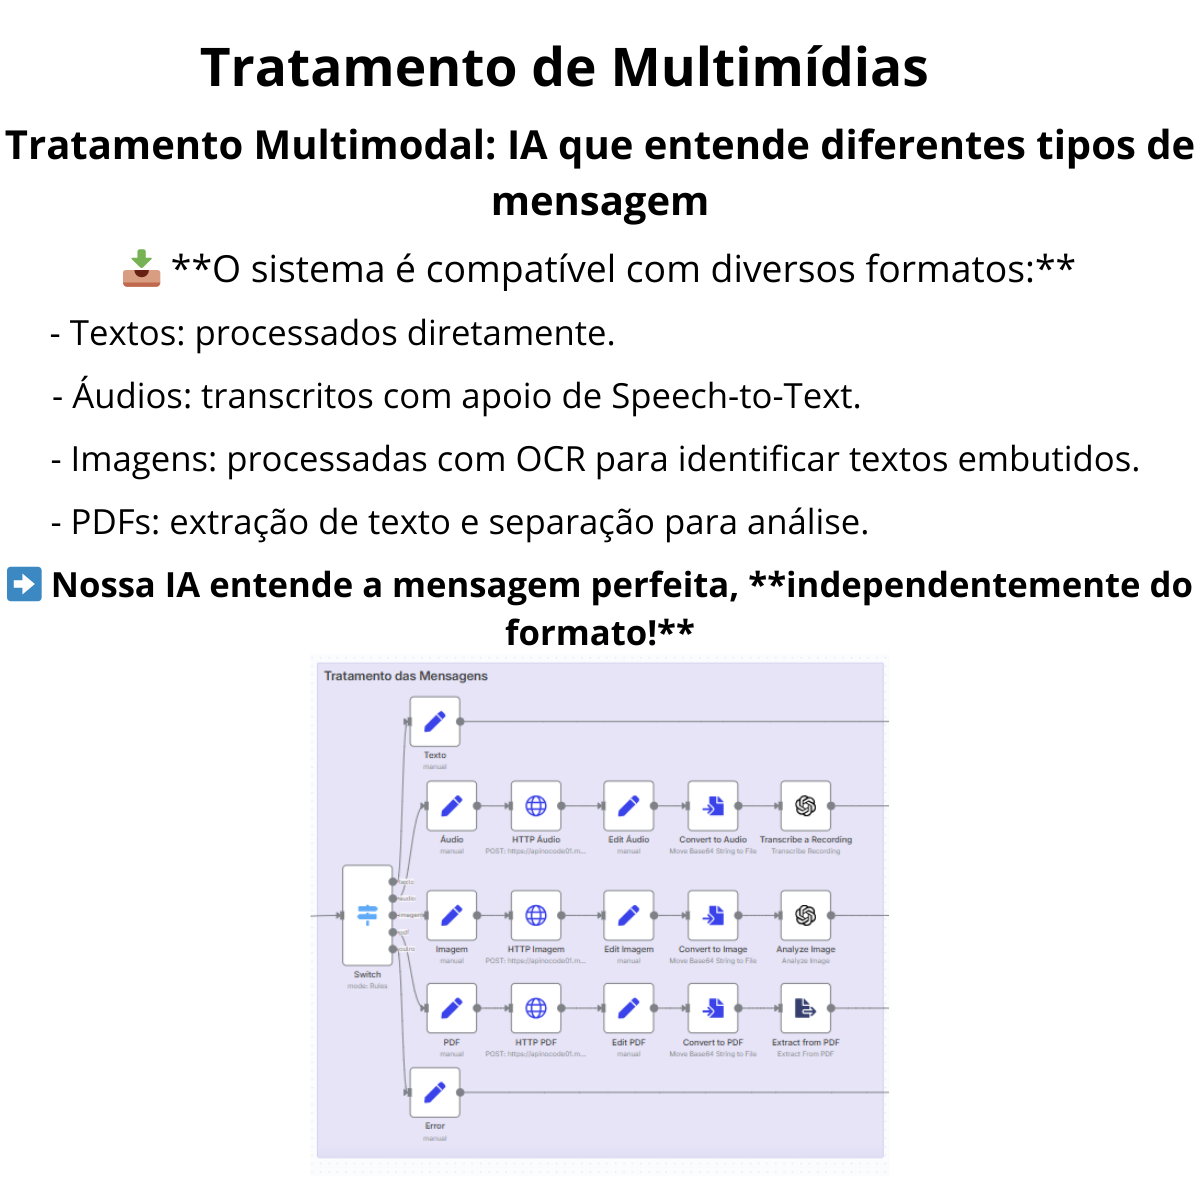 Tratamento de Multimídias
Tratamento Multimodal: IA que entende diferentes tipos de
mensagem
📥 **O sistema é compatível com diversos formatos:**
- Textos: processados diretamente.
- Áudios: transcritos com apoio de Speech-to-Text.
- Imagens: processadas com OCR para identificar textos embutidos.
- PDFs: extração de texto e separação para análise.
➡️ Nossa IA entende a mensagem perfeita, **independentemente do
formato!**
Tratamento das Mensagens
Texto
manual
Áudio
manual
HTTP Áudio
POST: https://apinocode01.m...
Edit Áudio
manual
Convert to Audio
Move Base64 String to File
Transcribe a Recording
Transcribe Recording
texto
audio
imagem
pdf
outro
Switch
mode: Rules
Imagem
manual
HTTP Imagem
POST: https://apinocode01.m...
Edit Imagem
manual
Convert to Image
Move Base64 String to File
Analyze Image
Analyze Image
PDF
manual
HTTP PDF
POST: https://apinocode01.m...
Edit PDF
manual
Convert to PDF
Move Base64 String to File
Extract from PDF
Extract From PDF
Error
manual